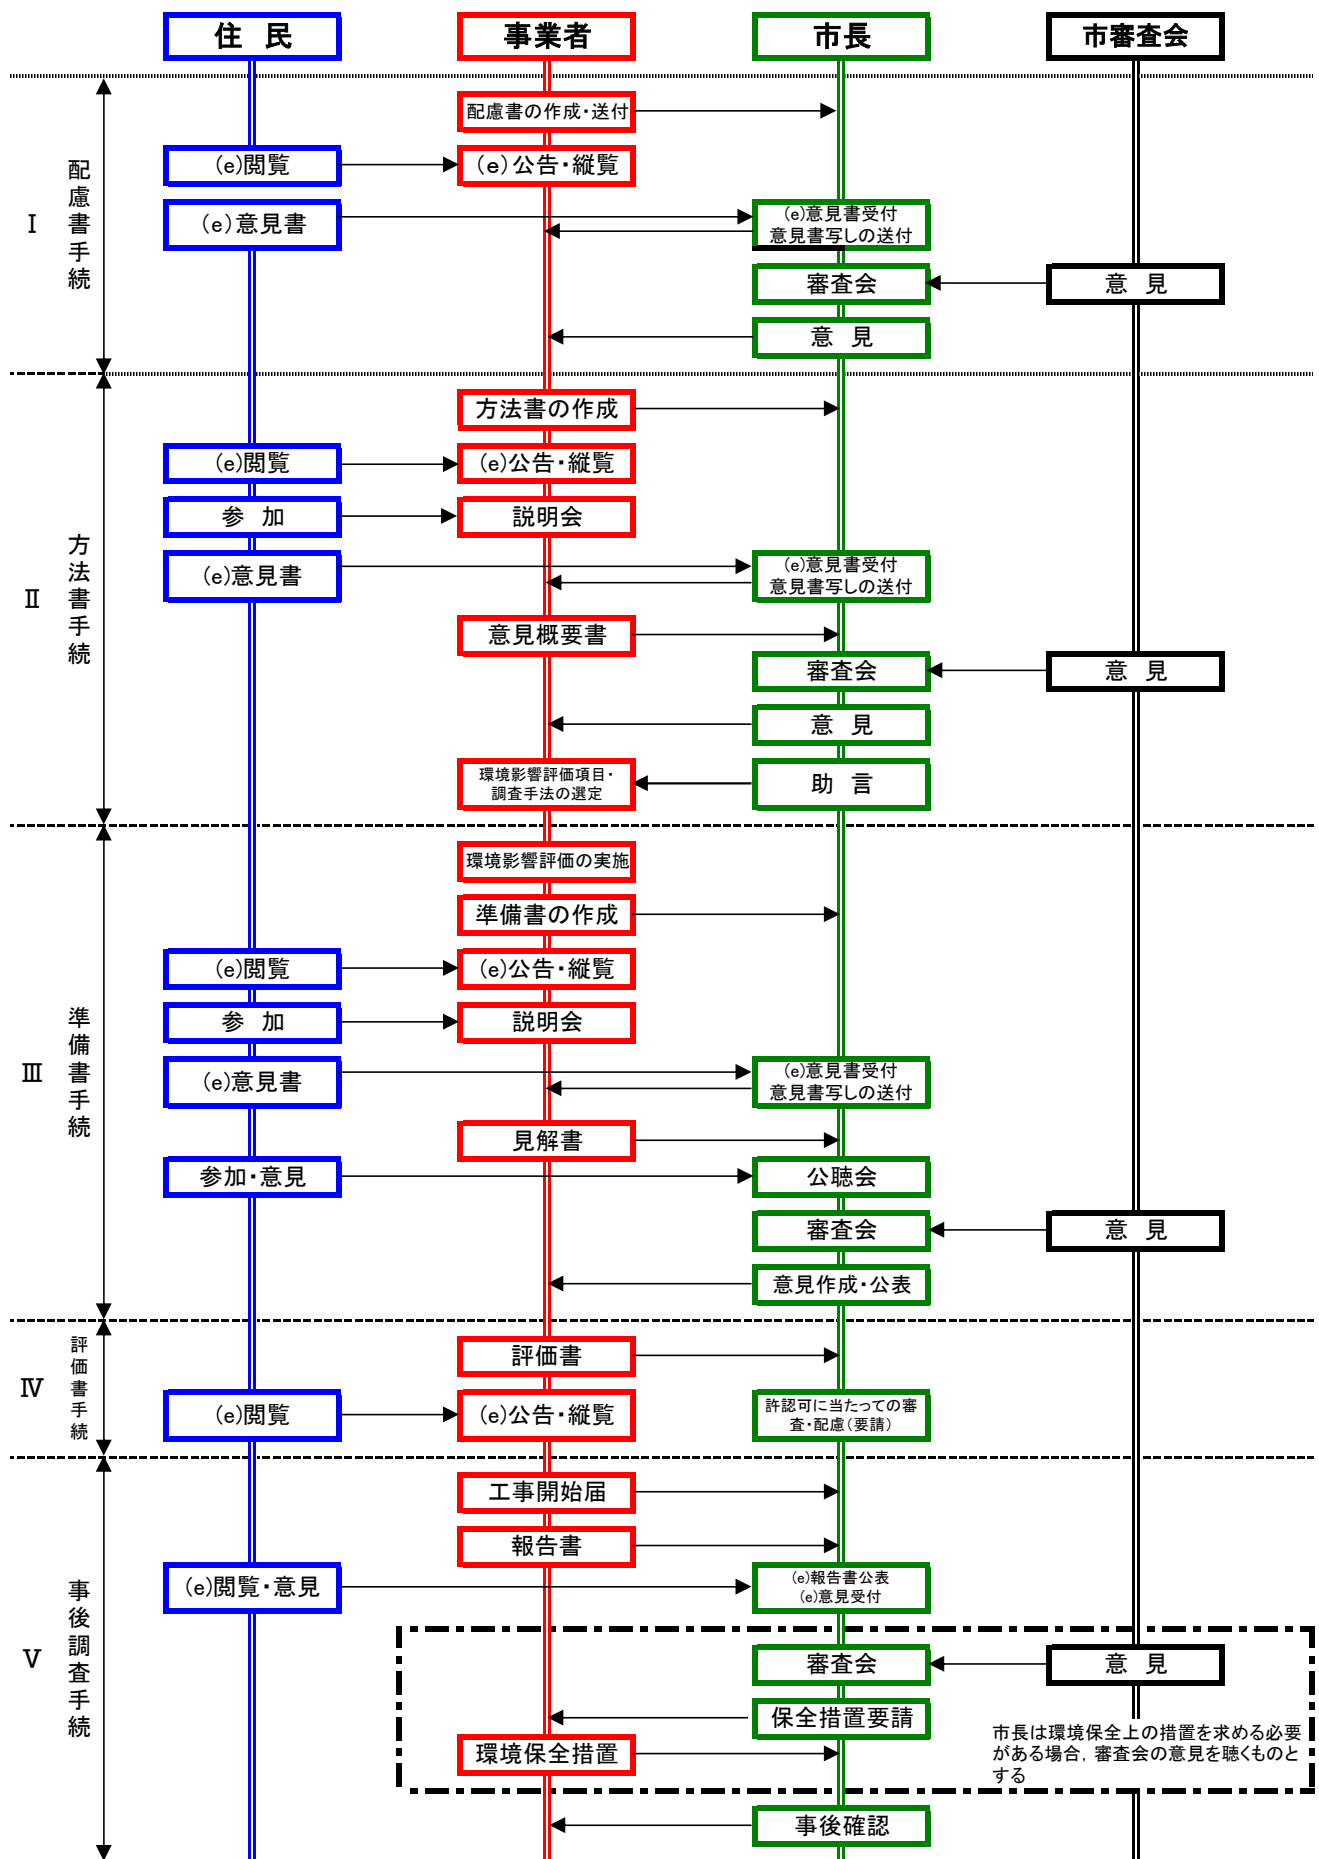 住　民
事業者
市長
市審査会
Ⅰ
配慮書手続
配慮書の作成・送付
(e)閲覧
(e)公告・縦覧
(e)意見書
(e)意見書受付
意見書写しの送付
審査会
意　見
意　見
Ⅱ
方法書手続
方法書の作成
(e)閲覧
(e)公告・縦覧
参　加
説明会
(e)意見書
(e)意見書受付
意見書写しの送付
意見概要書
審査会
意　見
意　見
環境影響評価項目・
調査手法の選定
助　言
Ⅲ
準備書手続
環境影響評価の実施
準備書の作成
(e)閲覧
(e)公告・縦覧
参　加
説明会
(e)意見書
(e)意見書受付
意見書写しの送付
見解書
参加・意見
公聴会
審査会
意　見
意見作成・公表
Ⅳ
評価書手続
評価書
(e)閲覧
(e)公告・縦覧
許認可に当たっての審
査・配慮(要請)
Ⅴ
事後調査手続
工事開始届
報告書
(e)閲覧・意見
(e)報告書公表
(e)意見受付
審査会
意　見
保全措置要請
環境保全措置
市長は環境保全上の措置を求める必要
がある場合，審査会の意見を聴くものと
する
事後確認